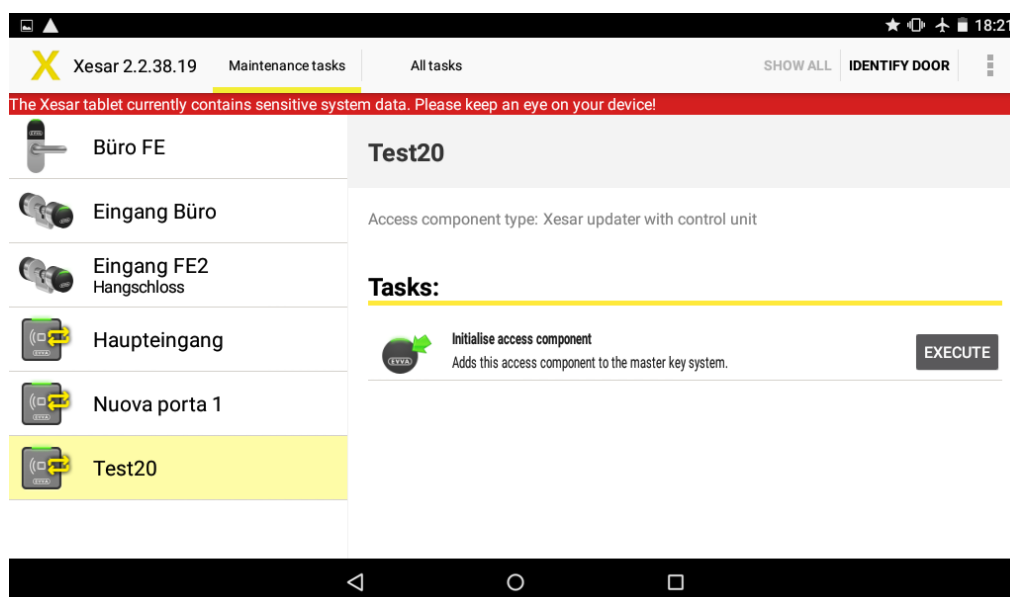 18:21
X Xesar 2.2.38.19 Maintenance tasks All tasks SHOW ALL IDENTIFY DOOR
The Xesar tablet currently contains sensitive system data. Please keep an eye on your device!
Büro FE
Eingang Büro
Eingang FE2
Hangschloss
Haupteingang
Nuova porta 1
Test20
Test20
Access component type: Xesar updater with control unit
Tasks:
Initialise access component
Adds this access component to the master key system.
EXECUTE